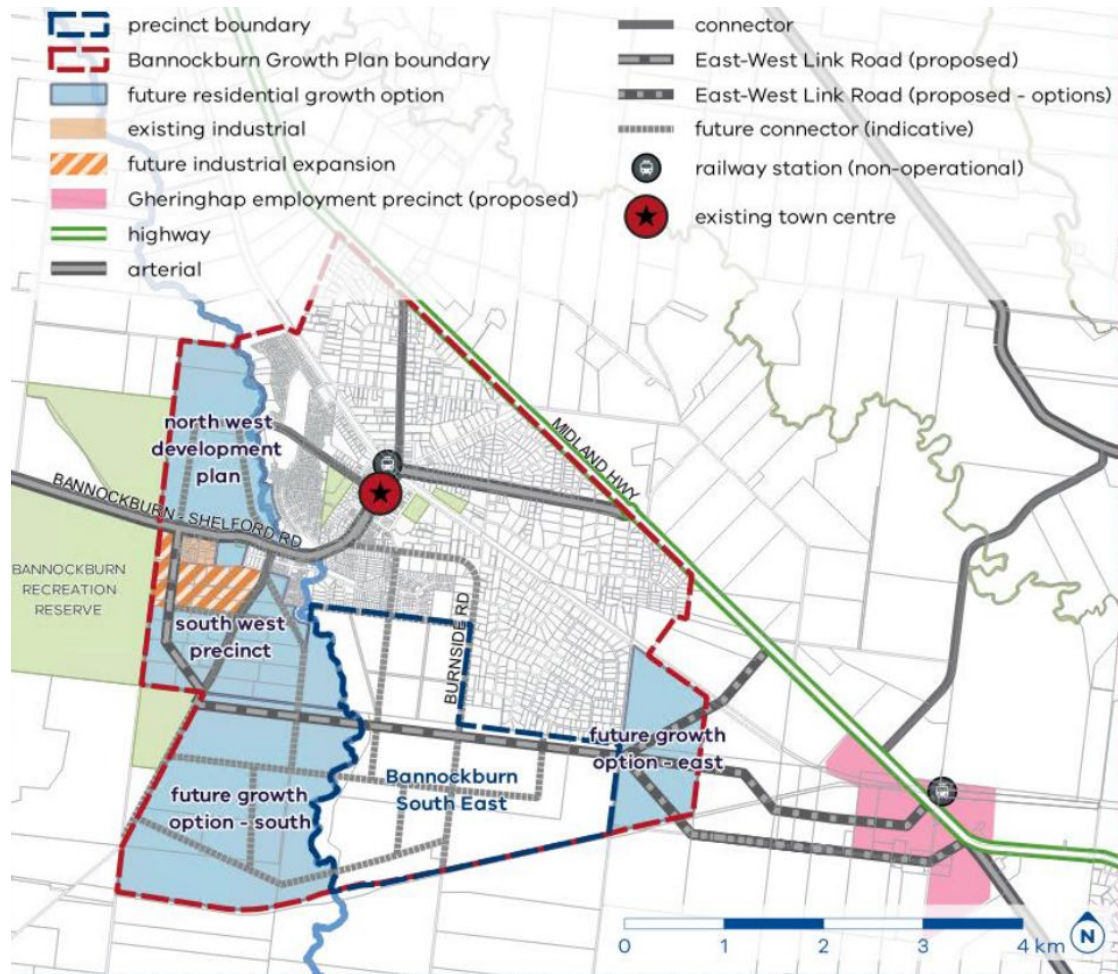 precinct boundary
Bannockburn Growth Plan boundary
future residential growth option
existing industrial
future industrial expansion
Gheringhap employment precinct (proposed)
highway
arterial
connector
East-West Link Road (proposed)
East-West Link Road (proposed - options)
future connector (indicative)
railway station (non-operational)
existing town centre
north west
development
plan
MIDLAND HWY
BANNOCKBURN - SHELFORD RD
BANNOCKBURN
RECREATION
RESERVE
south west
precinct
BURNSIDE RD
future growth
option - east
Bannockburn
South East
future growth
option - south
0 1 2 3 4 km
N